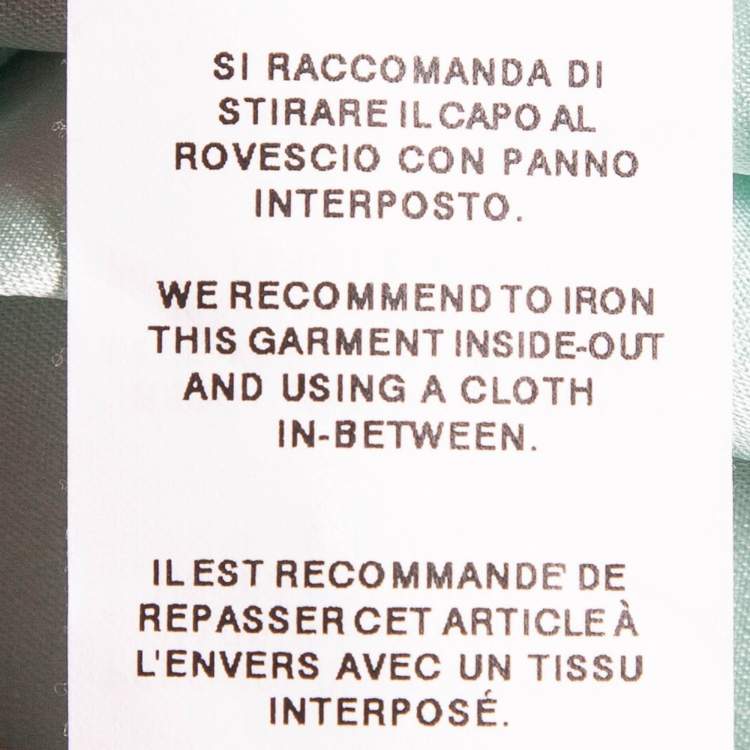 SI RACCOMANDA DI
STIRARE IL CAPO AL
ROVESCIO CON PANNO
INTERPOSTO.
WE RECOMMEND TO IRON
THIS GARMENT INSIDE-OUT
AND USING A CLOTH
IN-BETWEEN.
IL EST RECOMMANDÉ DE
REPASSER CET ARTICLE À
L'ENVERS AVEC UN TISSU
INTERPOSÉ.